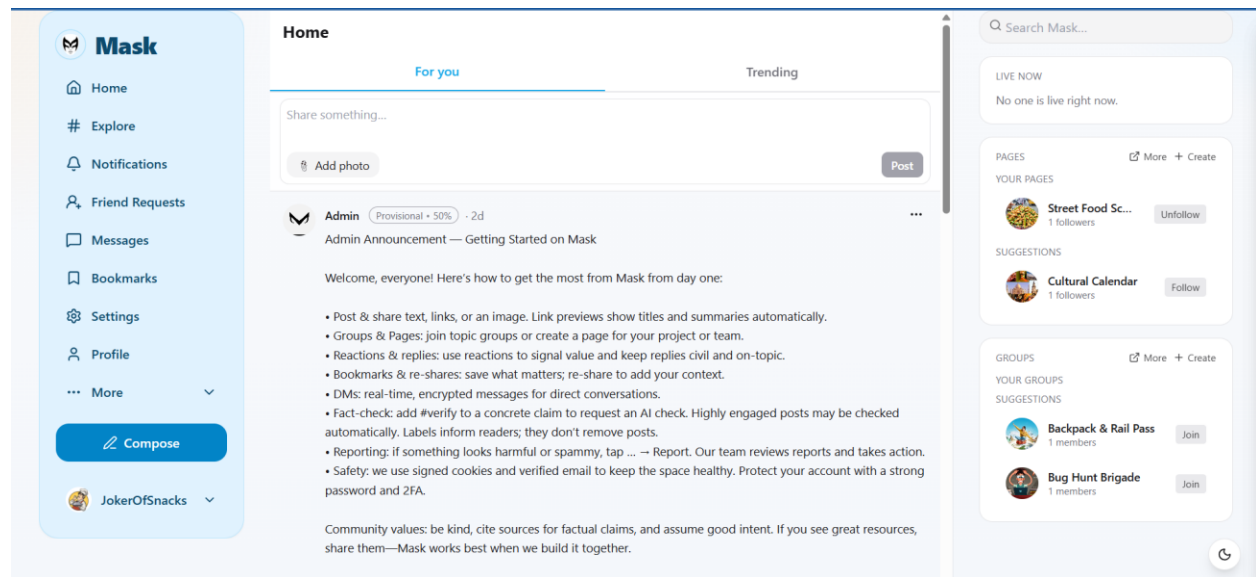 Mask
Home
Explore
Notifications
Friend Requests
Messages
Bookmarks
Settings
Profile
More
Compose
JokerOfSnacks
Home
For you
Trending
Share something...
Add photo
Post
Admin Provisional • 50% · 2d
Admin Announcement — Getting Started on Mask
Welcome, everyone! Here's how to get the most from Mask from day one:
• Post & share text, links, or an image. Link previews show titles and summaries automatically.
• Groups & Pages: join topic groups or create a page for your project or team.
• Reactions & replies: use reactions to signal value and keep replies civil and on-topic.
• Bookmarks & re-shares: save what matters; re-share to add your context.
• DMs: real-time, encrypted messages for direct conversations.
• Fact-check: add #verify to a concrete claim to request an AI check. Highly engaged posts may be checked
automatically. Labels inform readers; they don't remove posts.
• Reporting: if something looks harmful or spammy, tap ... → Report. Our team reviews reports and takes action.
• Safety: we use signed cookies and verified email to keep the space healthy. Protect your account with a strong
password and 2FA.
Community values: be kind, cite sources for factual claims, and assume good intent. If you see great resources,
share them—Mask works best when we build it together.
Search Mask...
LIVE NOW
No one is live right now.
PAGES More + Create
YOUR PAGES
Street Food Sc... Unfollow
1 followers
SUGGESTIONS
Cultural Calendar Follow
1 followers
GROUPS More + Create
YOUR GROUPS
SUGGESTIONS
Backpack & Rail Pass Join
1 members
Bug Hunt Brigade Join
1 members